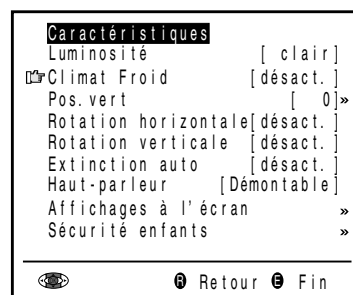 Caractéristiques
Luminosité [ clair]
Climat Froid [désact.]
Pos.vert [ 0]»
Rotation horizontale[désact.]
Rotation verticale [désact.]
Extinction auto [désact.]
Haut-parleur [Démontable]
Affichages à l'écran »
Sécurité enfants »
R Retour E Fin